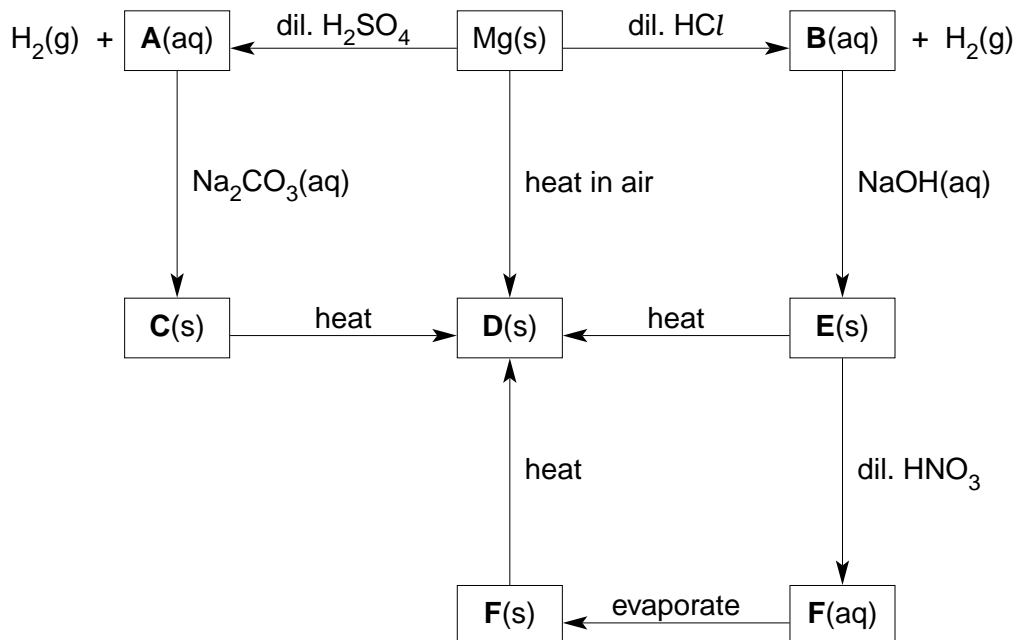 H₂(g) + A(aq) dil. H₂SO₄ Mg(s) dil. HCl B(aq) + H₂(g)
Na₂CO₃(aq) heat in air NaOH(aq)
C(s) heat D(s) heat E(s)
heat dil. HNO₃
F(s) evaporate F(aq)